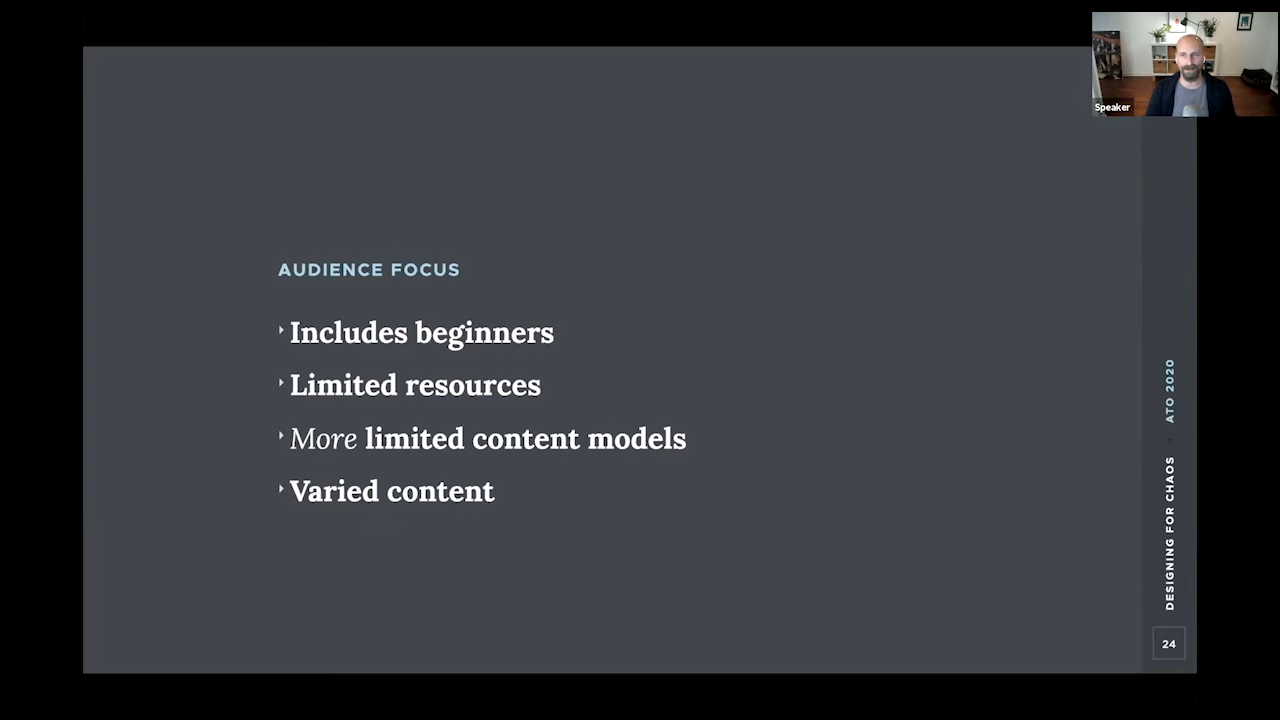 Speaker
AUDIENCE FOCUS
Includes beginners
Limited resources
More limited content models
Varied content
DESIGNING FOR CHAOS · ATO 2020
24